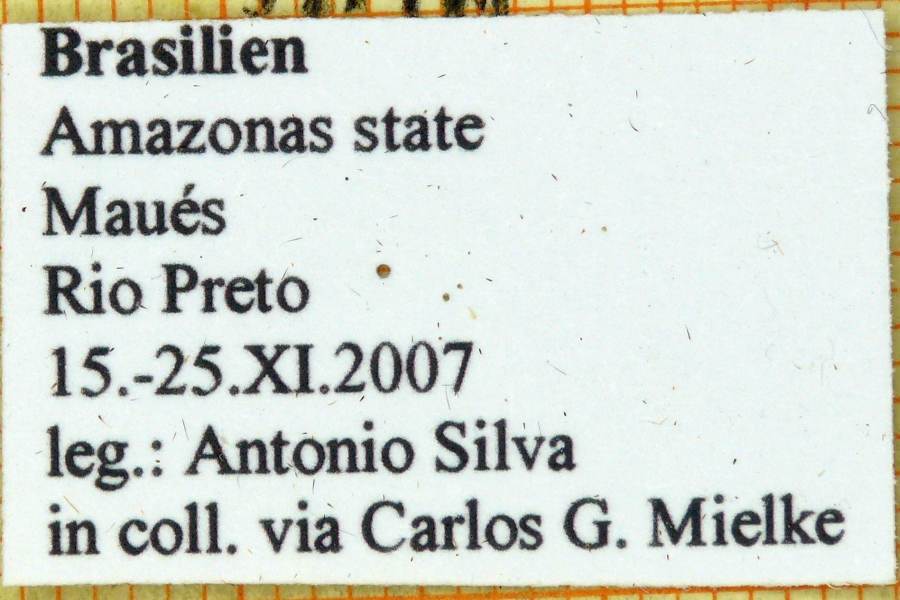 Brasilien
Amazonas state
Maués
Rio Preto
15.-25.XI.2007
leg.: Antonio Silva
in coll. via Carlos G. Mielke